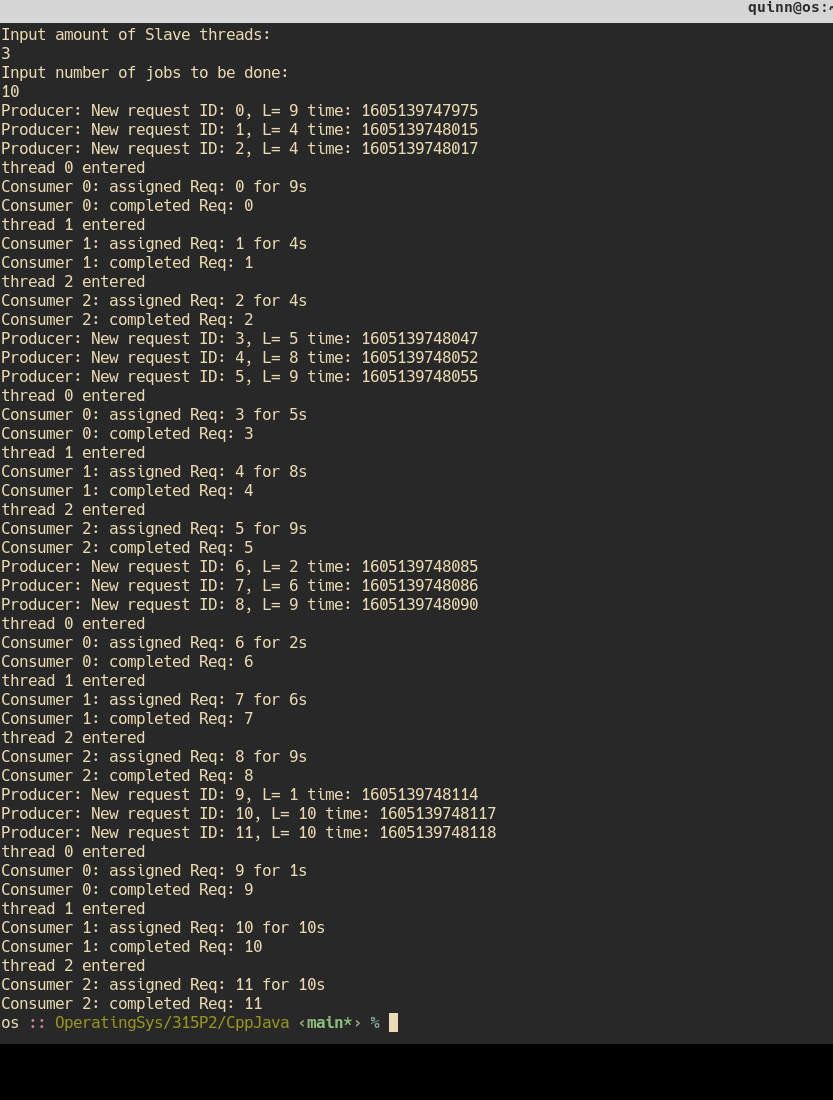 quinn@os:~
Input amount of Slave threads:
3
Input number of jobs to be done:
10
Producer: New request ID: 0, L= 9 time: 1605139747975
Producer: New request ID: 1, L= 4 time: 1605139748015
Producer: New request ID: 2, L= 4 time: 1605139748017
thread 0 entered
Consumer 0: assigned Req: 0 for 9s
Consumer 0: completed Req: 0
thread 1 entered
Consumer 1: assigned Req: 1 for 4s
Consumer 1: completed Req: 1
thread 2 entered
Consumer 2: assigned Req: 2 for 4s
Consumer 2: completed Req: 2
Producer: New request ID: 3, L= 5 time: 1605139748047
Producer: New request ID: 4, L= 8 time: 1605139748052
Producer: New request ID: 5, L= 9 time: 1605139748055
thread 0 entered
Consumer 0: assigned Req: 3 for 5s
Consumer 0: completed Req: 3
thread 1 entered
Consumer 1: assigned Req: 4 for 8s
Consumer 1: completed Req: 4
thread 2 entered
Consumer 2: assigned Req: 5 for 9s
Consumer 2: completed Req: 5
Producer: New request ID: 6, L= 2 time: 1605139748085
Producer: New request ID: 7, L= 6 time: 1605139748086
Producer: New request ID: 8, L= 9 time: 1605139748090
thread 0 entered
Consumer 0: assigned Req: 6 for 2s
Consumer 0: completed Req: 6
thread 1 entered
Consumer 1: assigned Req: 7 for 6s
Consumer 1: completed Req: 7
thread 2 entered
Consumer 2: assigned Req: 8 for 9s
Consumer 2: completed Req: 8
Producer: New request ID: 9, L= 1 time: 1605139748114
Producer: New request ID: 10, L= 10 time: 1605139748117
Producer: New request ID: 11, L= 10 time: 1605139748118
thread 0 entered
Consumer 0: assigned Req: 9 for 1s
Consumer 0: completed Req: 9
thread 1 entered
Consumer 1: assigned Req: 10 for 10s
Consumer 1: completed Req: 10
thread 2 entered
Consumer 2: assigned Req: 11 for 10s
Consumer 2: completed Req: 11
os :: OperatingSys/315P2/CppJava ‹main*› %